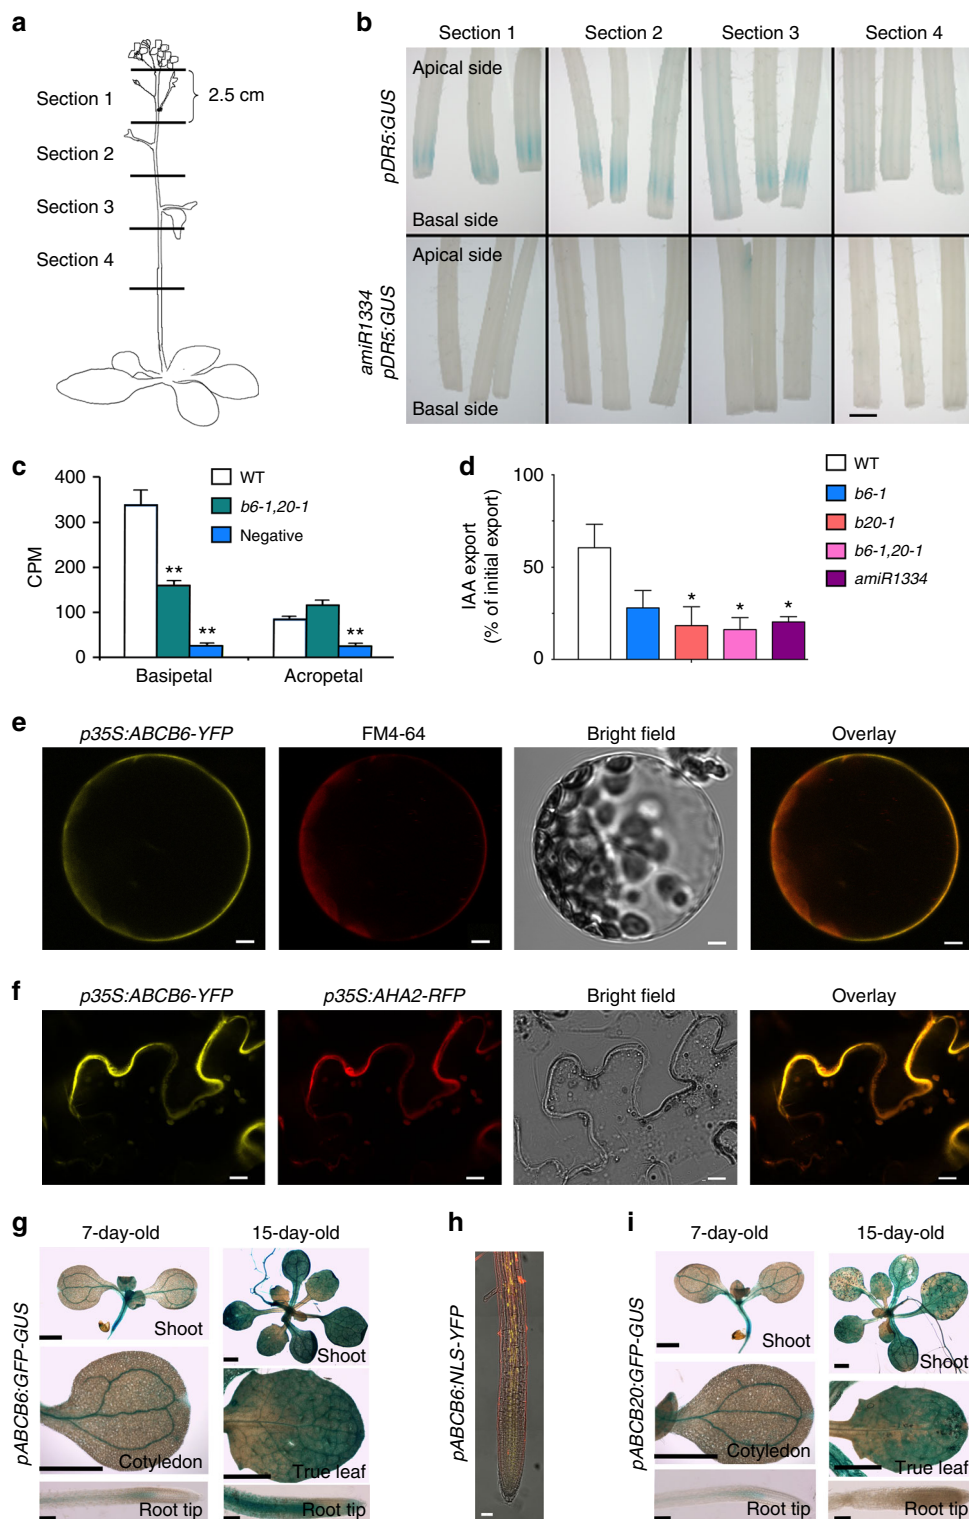 a
Section 1
2.5 cm
Section 2
Section 3
Section 4
b
Section 1 Section 2 Section 3 Section 4
pDR5:GUS
Apical side
Basal side
amiR1334
pDR5:GUS
Apical side
Basal side
c
400
300
200
100
0
CPM
WT
b6-1,20-1
Negative
**
**
**
Basipetal Acropetal
d
100
50
0
IAA export
(% of initial export)
WT
b6-1
b20-1
b6-1,20-1
amiR1334
* * *
e
p35S:ABCB6-YFP FM4-64 Bright field Overlay
f
p35S:ABCB6-YFP p35S:AHA2-RFP Bright field Overlay
g
7-day-old 15-day-old
pABCB6:GFP-GUS
Shoot Shoot
Cotyledon True leaf
Root tip Root tip
h
pABCB6:NLS-YFP
i
7-day-old 15-day-old
pABCB20:GFP-GUS
Shoot Shoot
Cotyledon True leaf
Root tip Root tip